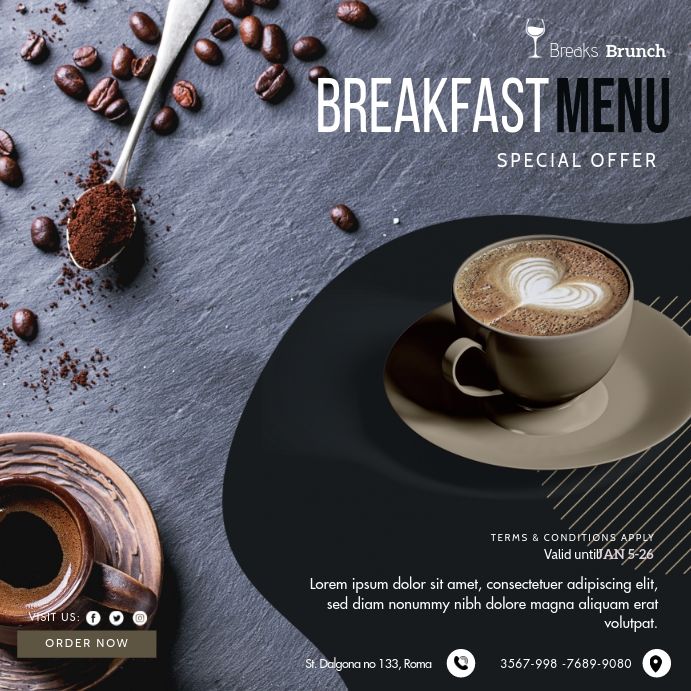 Breaks Brunch
BREAKFAST MENU
SPECIAL OFFER
TERMS & CONDITIONS APPLY
Valid until JAN 5-26
Lorem ipsum dolor sit amet, consectetuer adipiscing elit,
sed diam nonummy nibh dolore magna aliquam erat
volutpat.
VISIT US:
ORDER NOW
St. Dalgona no 133, Roma
3567-998 -7689-9080